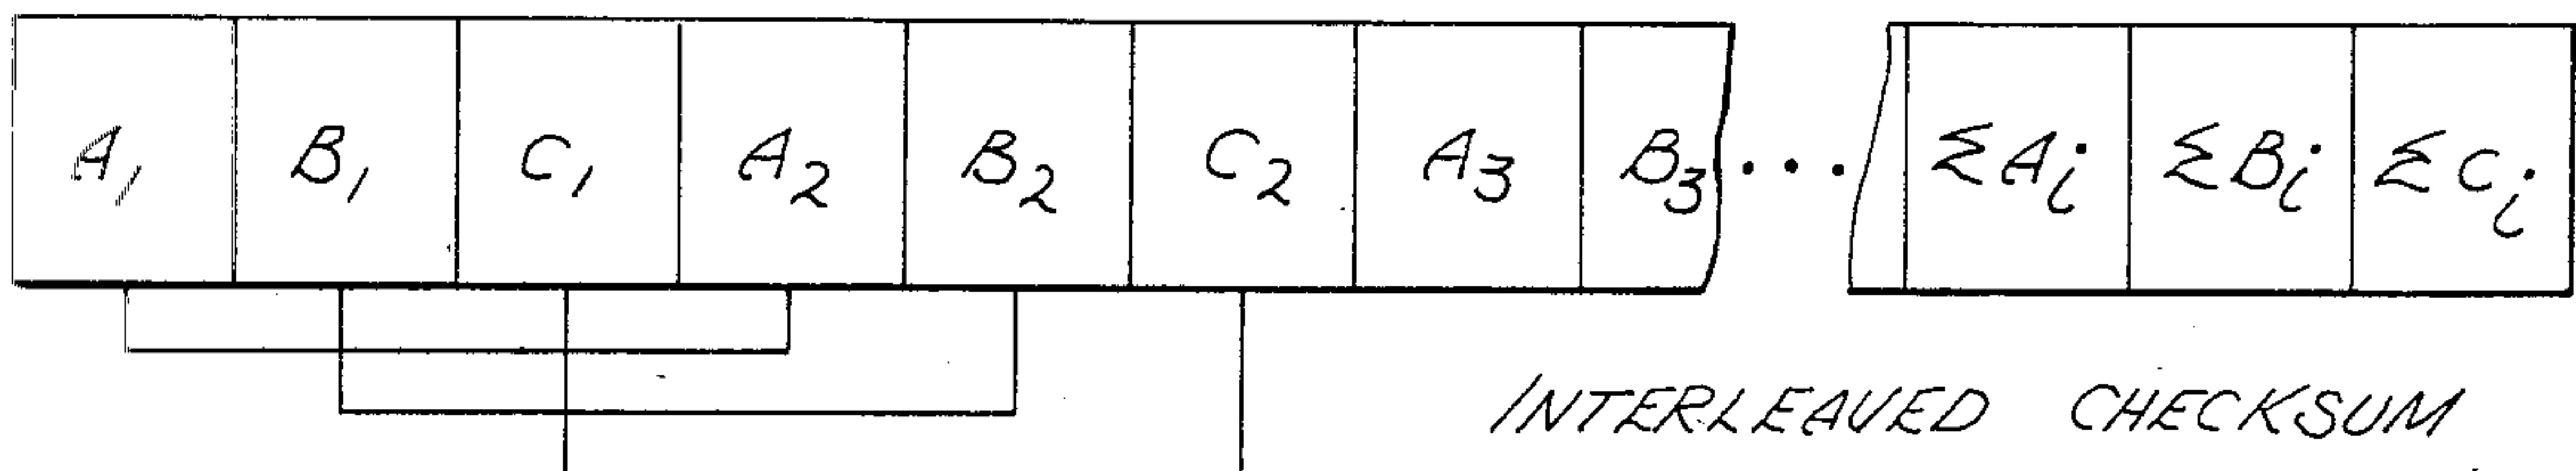 A₁ B₁ C₁ A₂ B₂ C₂ A₃ B₃ ... ΣAᵢ ΣBᵢ ΣCᵢ
INTERLEAVED CHECKSUM